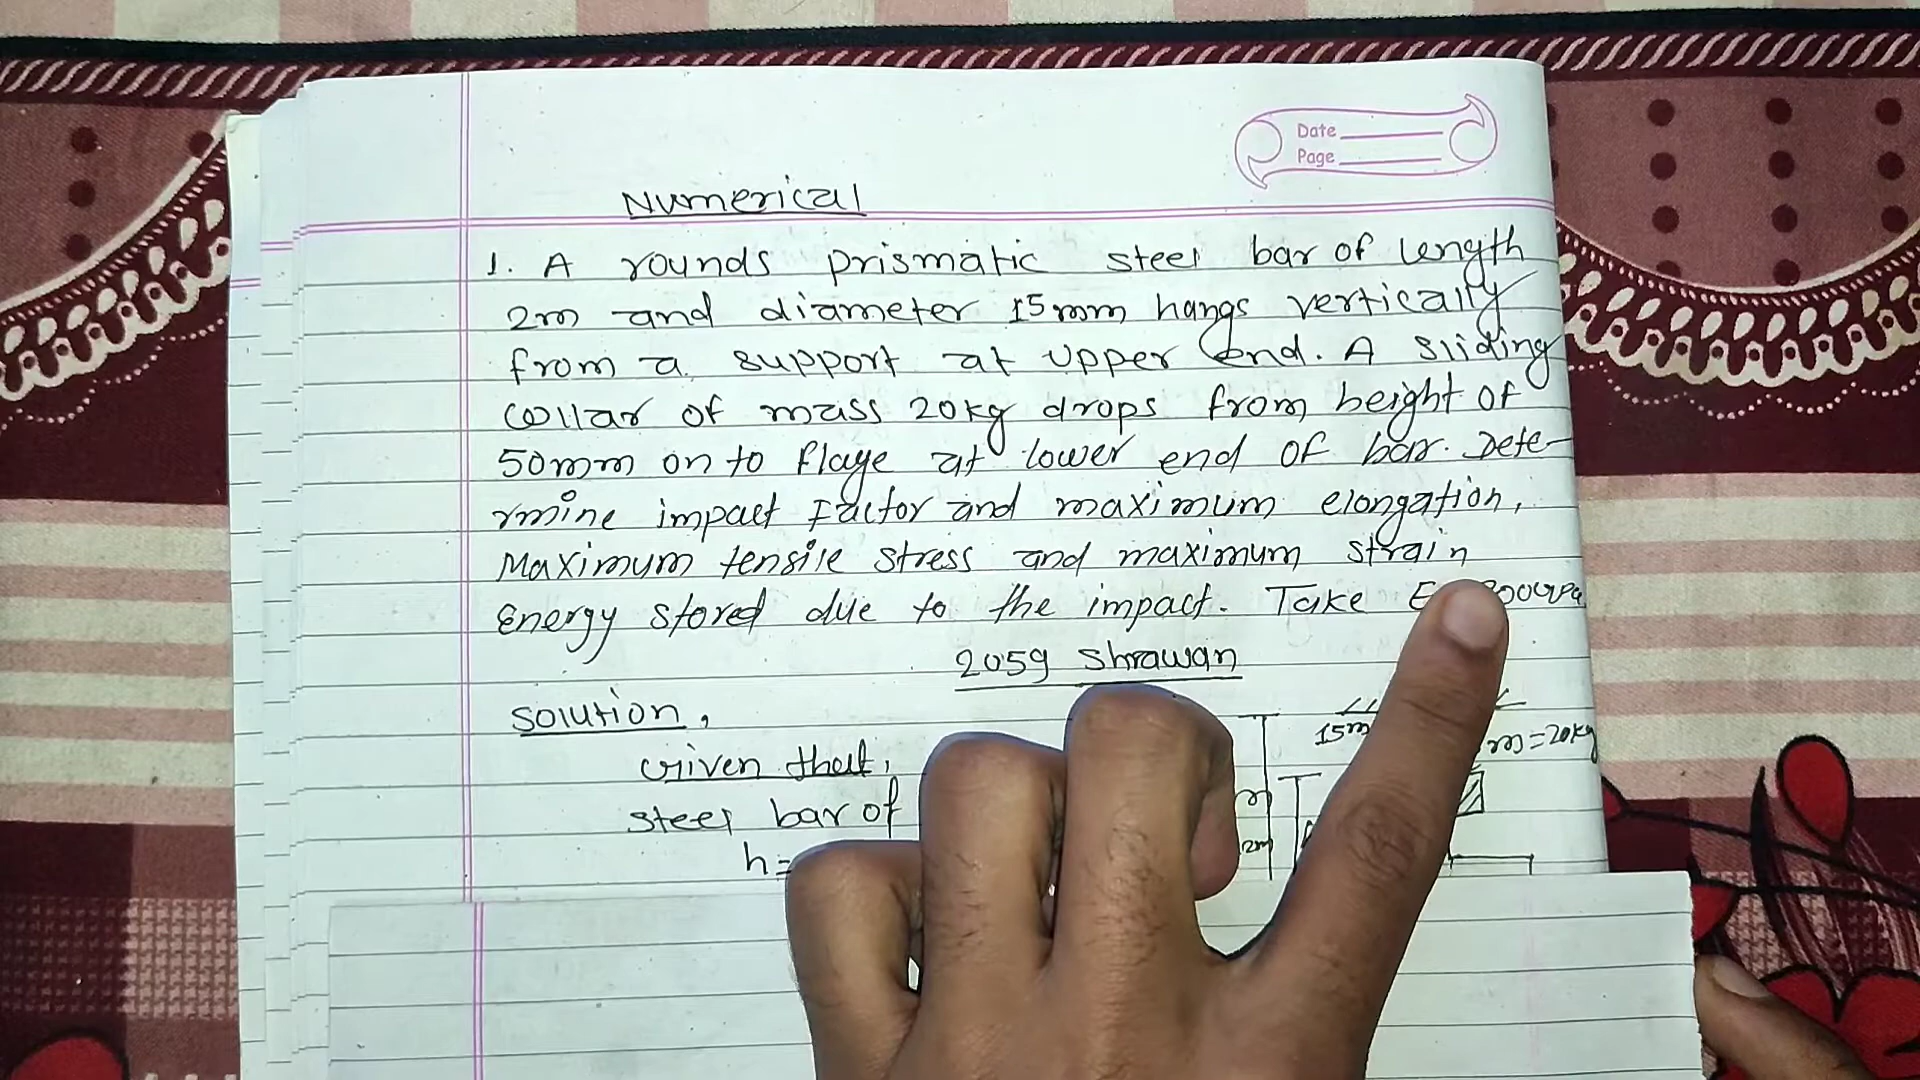 Date
Page
Numerical
1. A rounds prismatic steel bar of length
2m and diameter 15mm hangs vertically
from a support at upper end. A sliding
collar of mass 20kg drops from height of
50mm on to flage at lower end of bar. Dete-
rmine impact Factor and maximum elongation,
Maximum tensile stress and maximum strain
energy stored due to the impact. Take E
2059 Shrawan
Solution,
Given that,
steel bar of
h=
15m
m=20kg
2m